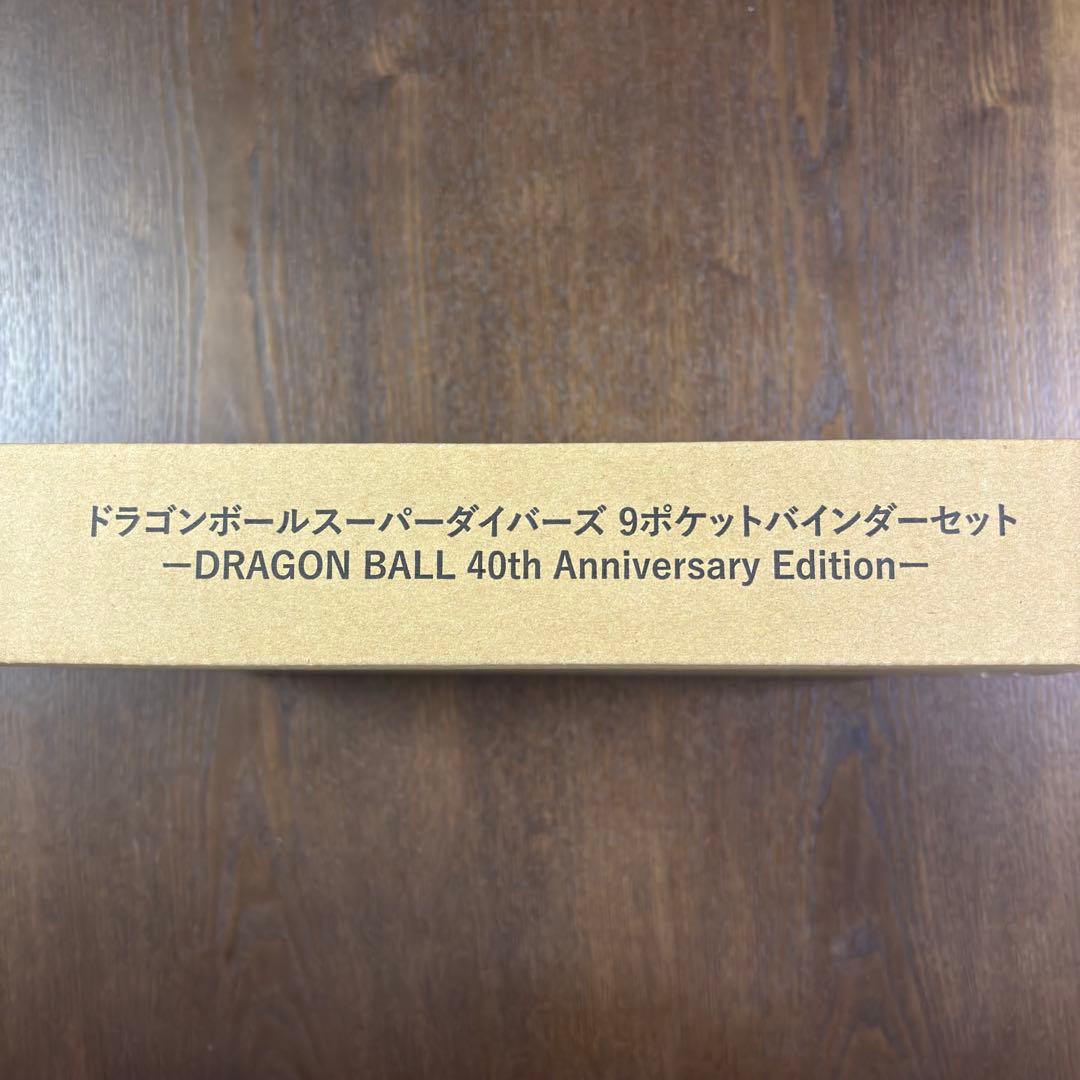 ドラゴンボールスーパーダイバーズ 9ポケットバインダーセット
ーDRAGON BALL 40th Anniversary Editionー